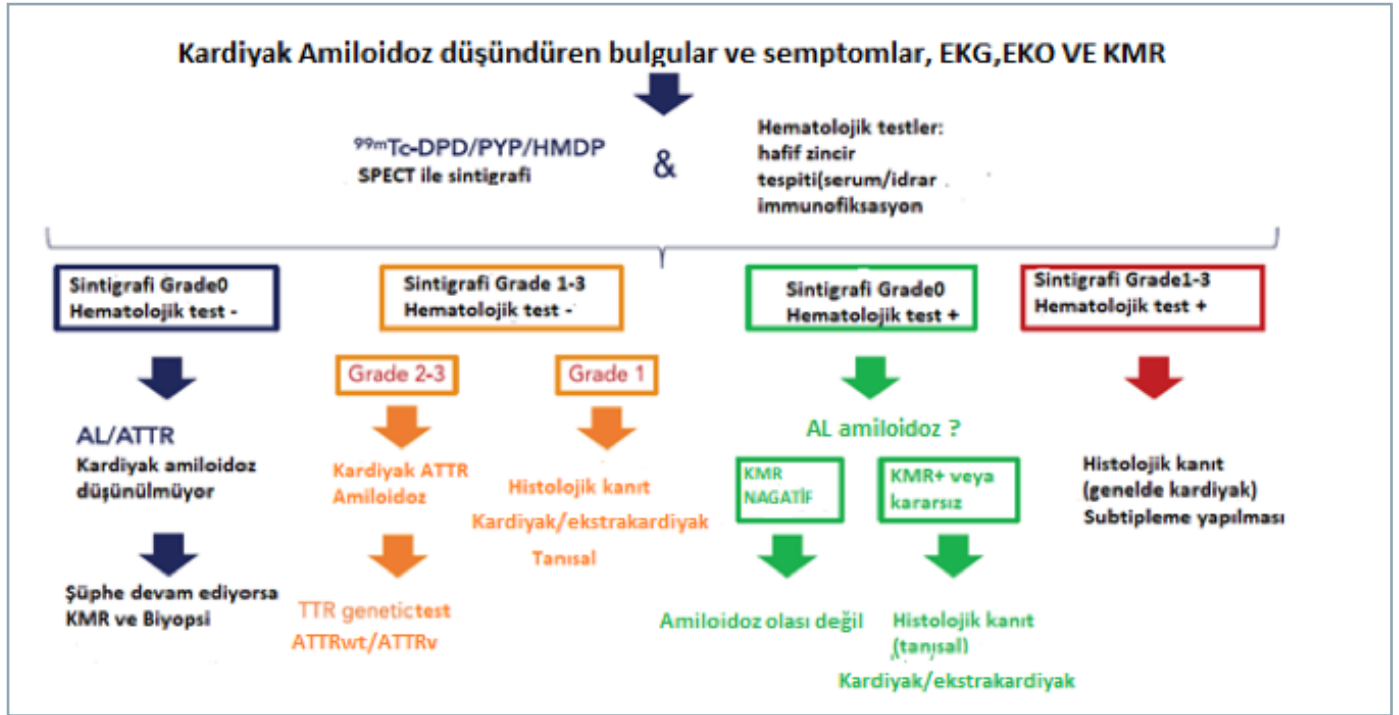 Kardiyak Amiloidoz düşündüren bulgular ve semptomlar, EKG,EKO VE KMR
99mTc-DPD/PYP/HMDP
SPECT ile sintigrafi
&
Hematolojik testler:
hafif zincir
tespiti(serum/idrar
immunofiksasyon
Sintigrafi Grade0
Hematolojik test -
Sintigrafi Grade 1-3
Hematolojik test -
Sintigrafi Grade0
Hematolojik test +
Sintigrafi Grade1-3
Hematolojik test +
AL/ATTR
Kardiyak amiloidoz
düşünülmüyor
Şüphe devam ediyorsa
KMR ve Biyopsi
Grade 2-3
Kardiyak ATTR
Amiloidoz
TTR genetictest
ATTRwt/ATTRv
Grade 1
Histolojik kanıt
Kardiyak/ekstrakardiyak
Tanısal
AL amiloidoz ?
KMR
NAGATİF
Amiloidoz olası değil
KMR+ veya
kararsız
Histolojik kanıt
(tanısal)
Kardiyak/ekstrakardiyak
Histolojik kanıt
(genelde kardiyak)
Subtipleme yapılması